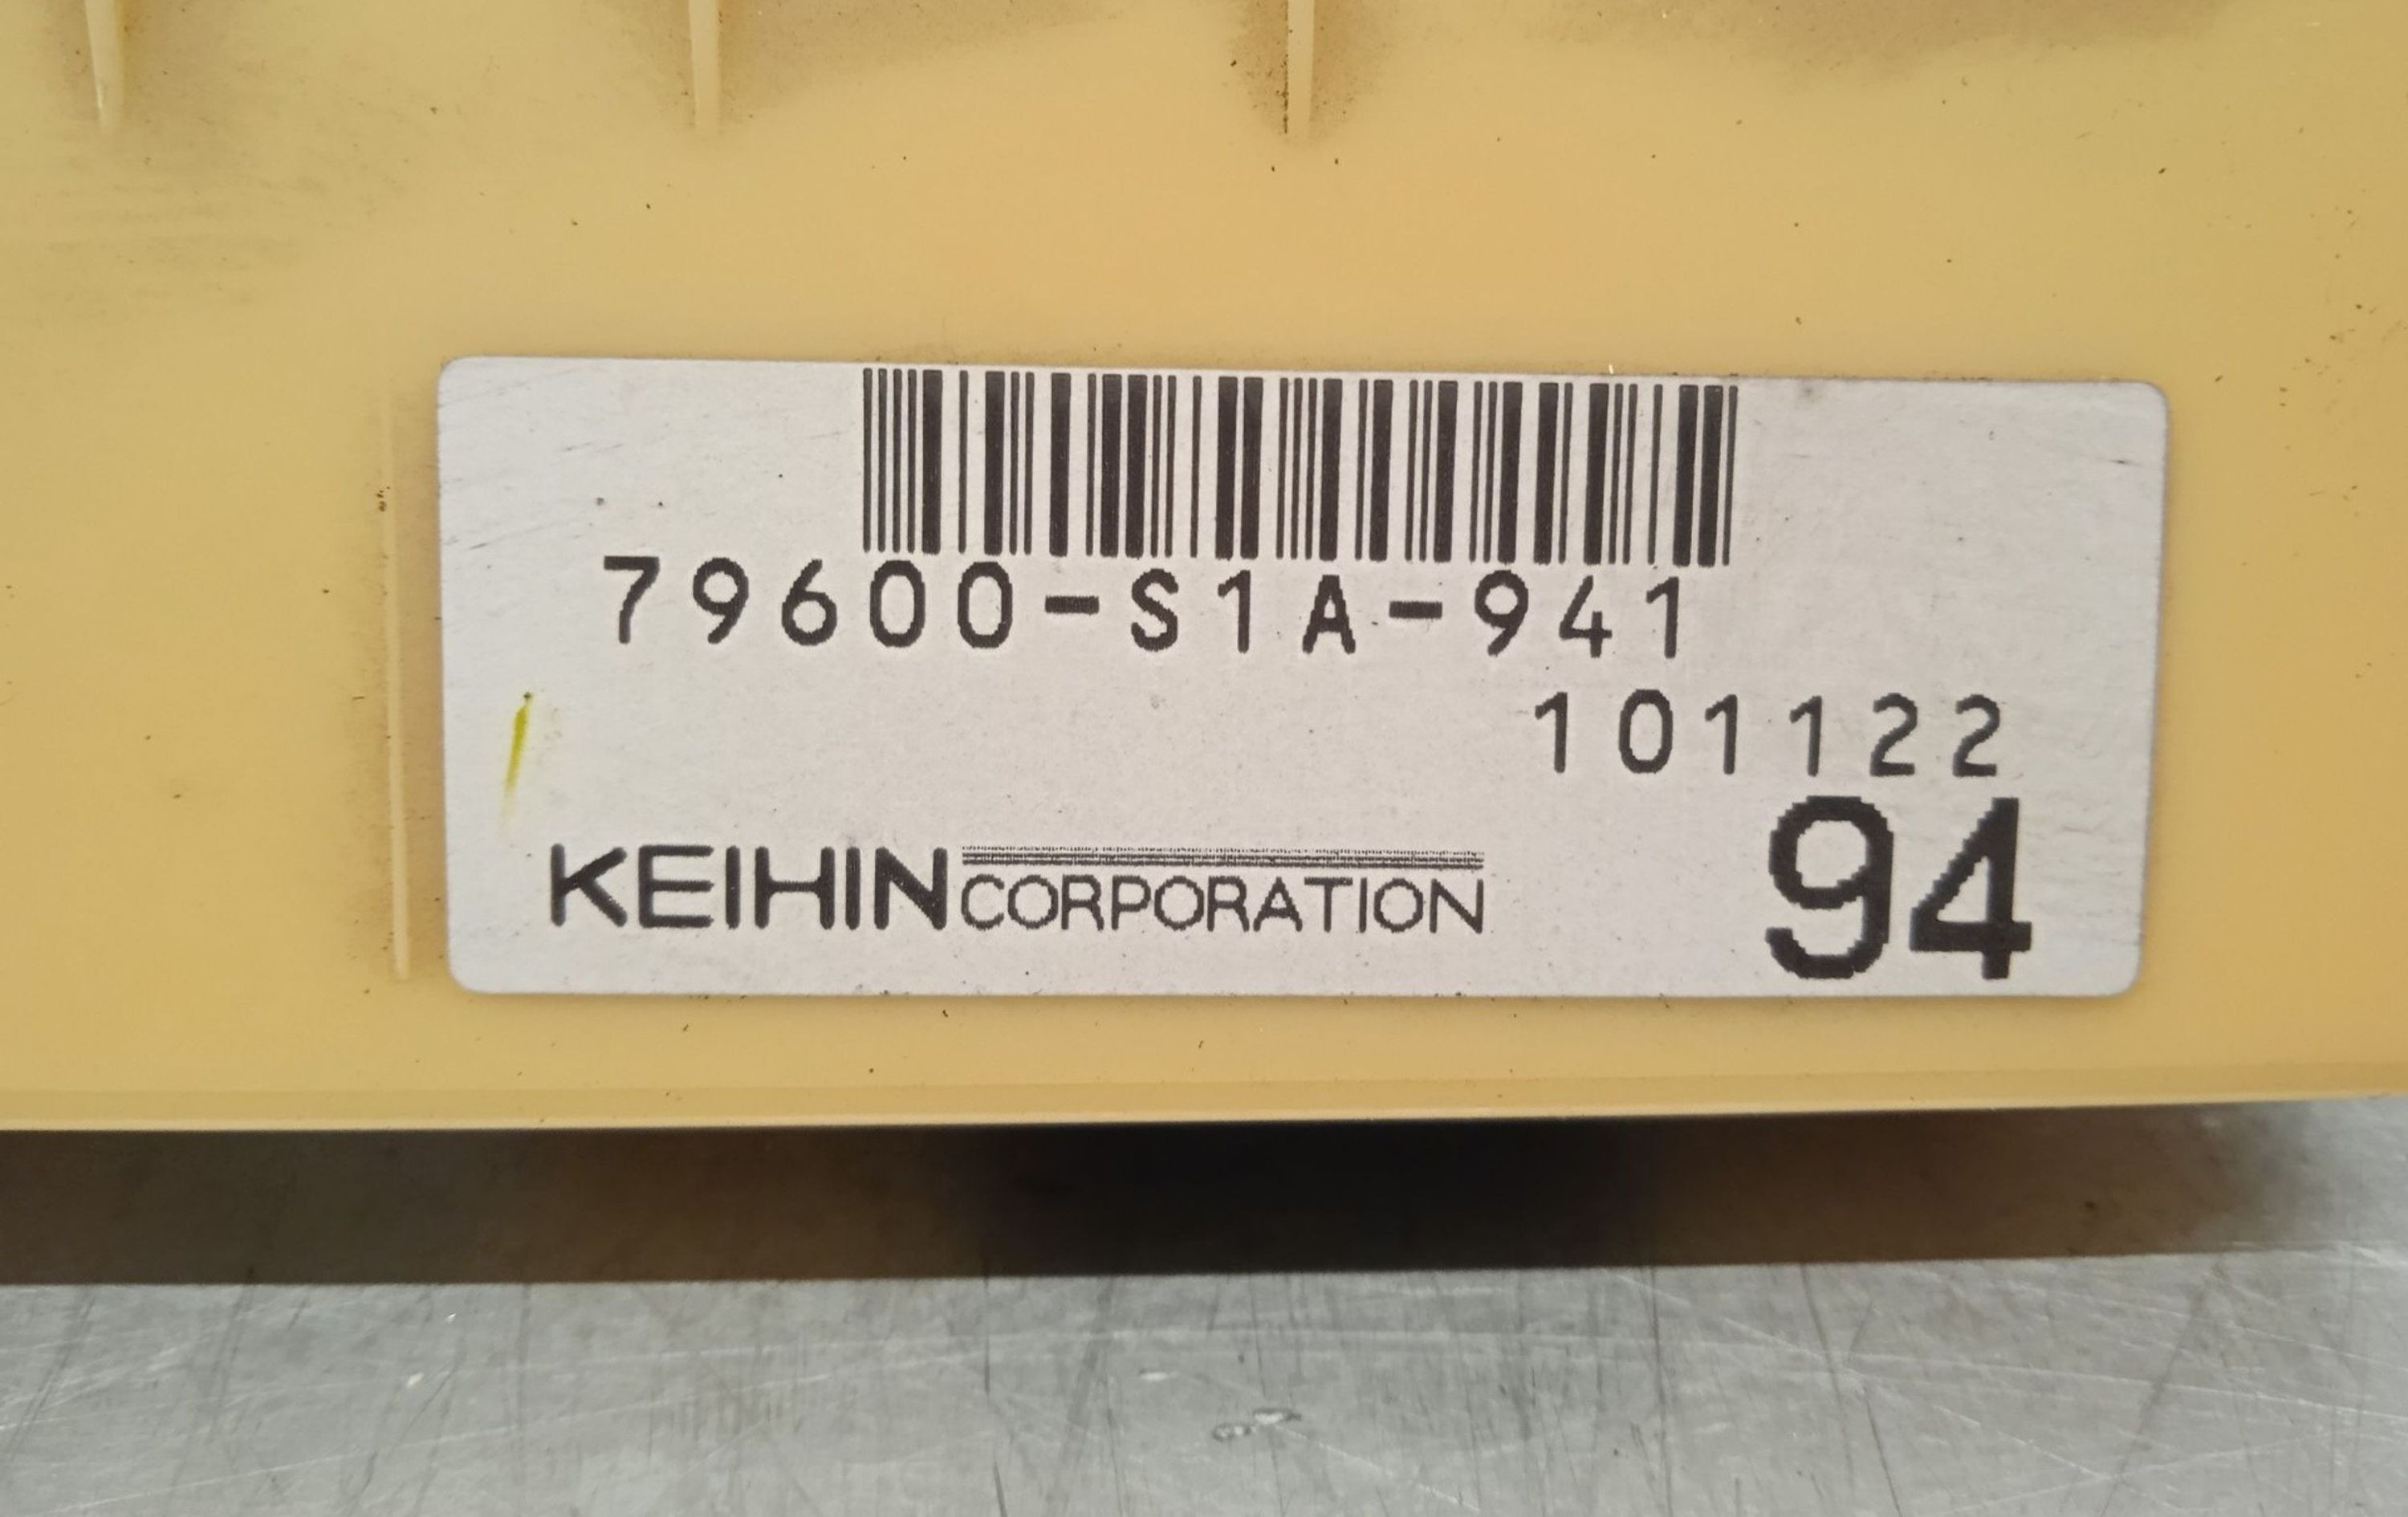 79600-S1A-941
101122
94
KEIHIN CORPORATION